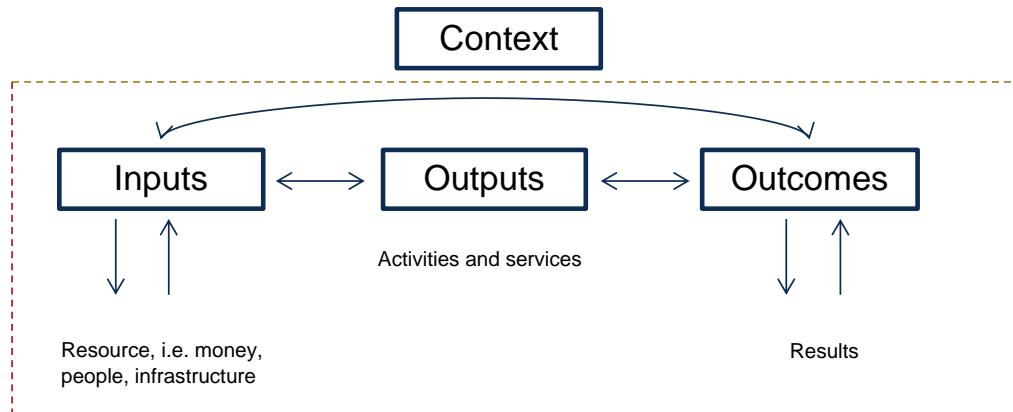 Context
Inputs
Outputs
Outcomes
Activities and services
Resource, i.e. money,
people, infrastructure
Results